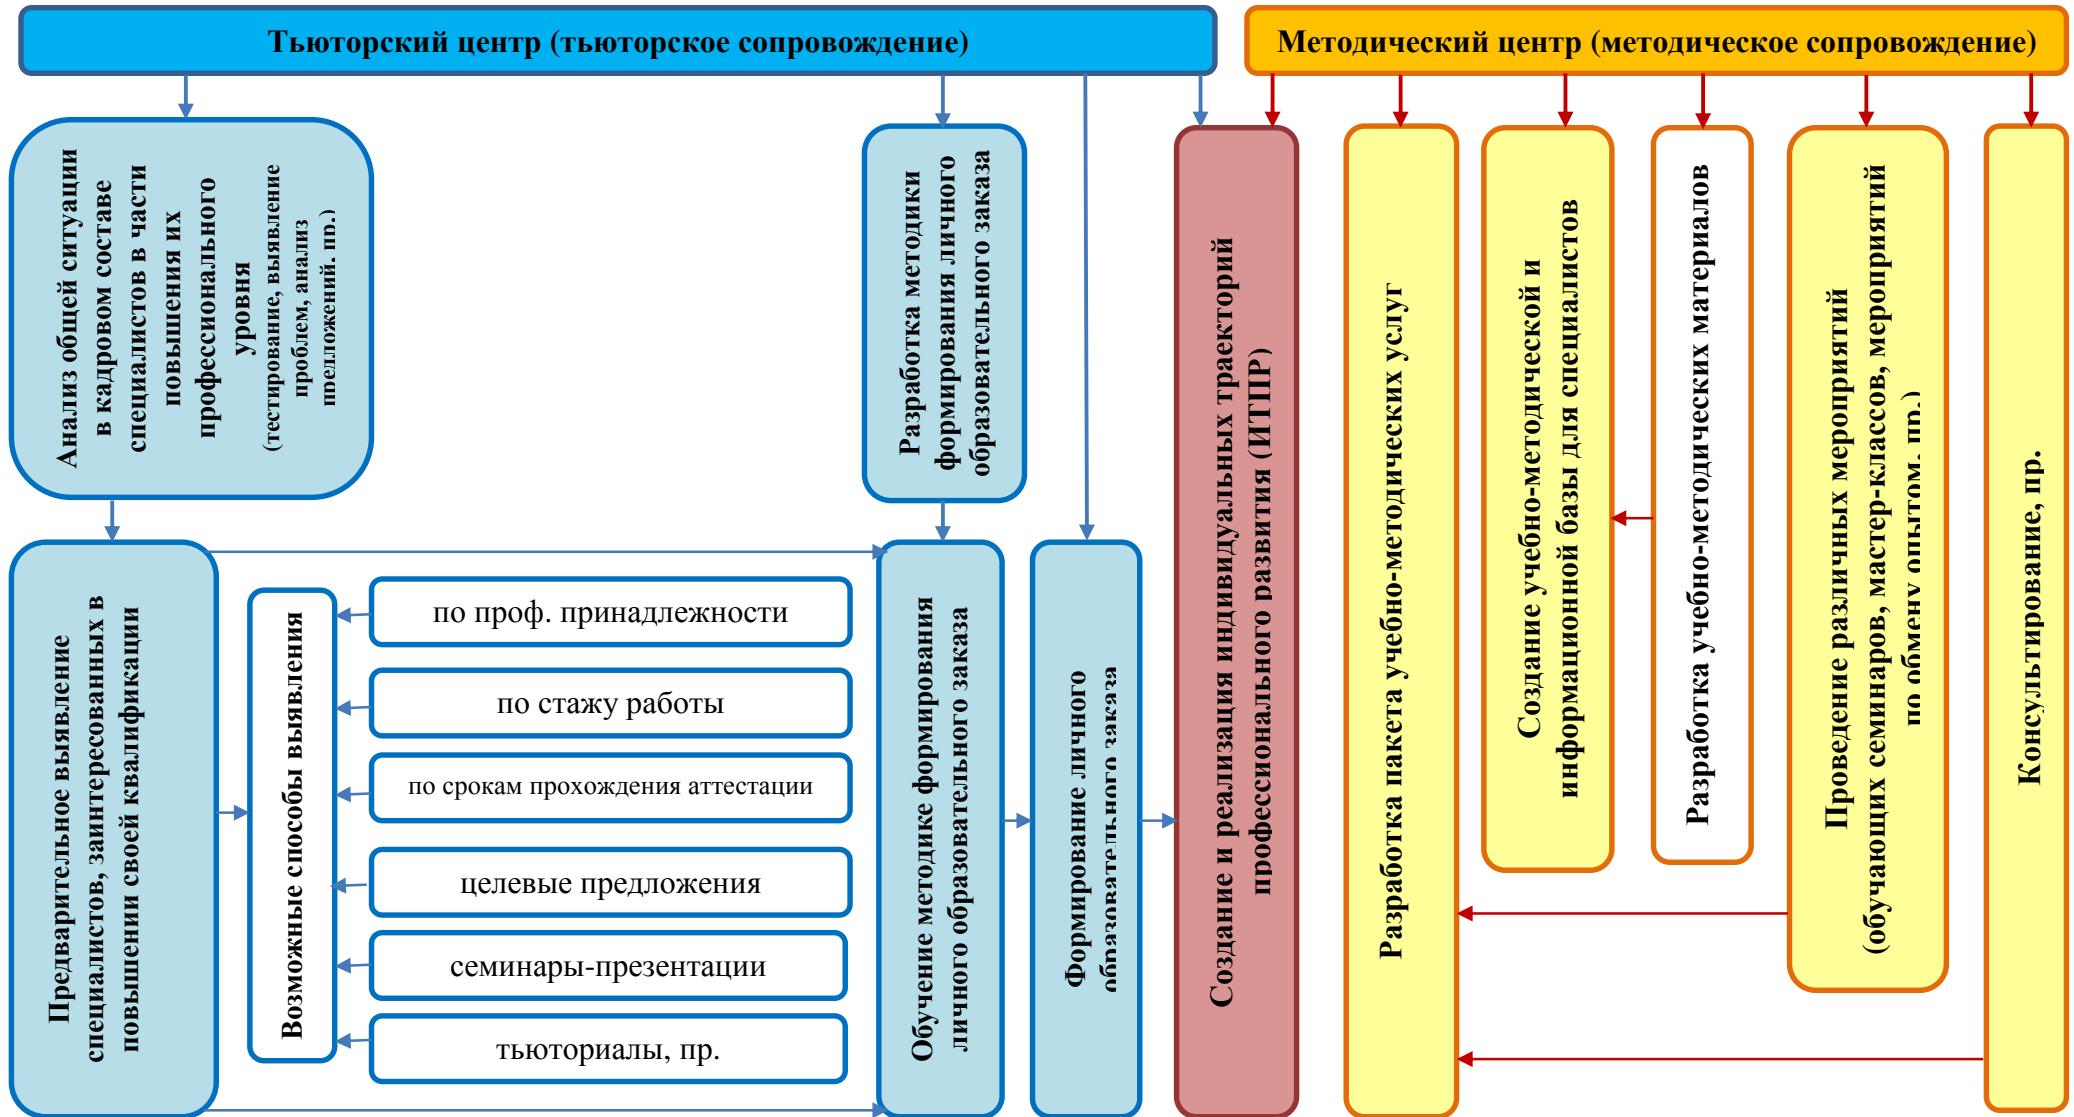 Тьюторский центр (тьюторское сопровождение)
Методический центр (методическое сопровождение)
Анализ общей ситуации
в кадровом составе
специалистов в части
повышения их
профессионального
уровня
(тестирование, выявление
проблем, анализ
предложений, пр.)
Разработка методики
формирования личного
образовательного заказа
Предварительное выявление
специалистов, заинтересованных в
повышении своей квалификации
Возможные способы выявления
по проф. принадлежности
по стажу работы
по срокам прохождения аттестации
целевые предложения
семинары-презентации
тьюториалы, пр.
Обучение методике формирования
личного образовательного заказа
Формирование личного
образовательного заказа
Создание и реализация индивидуальных траекторий
профессионального развития (ИТПР)
Разработка пакета учебно-методических услуг
Создание учебно-методической и
информационной базы для специалистов
Разработка учебно-методических материалов
Проведение различных мероприятий
(обучающих семинаров, мастер-классов, мероприятий
по обмену опытом, пр.)
Консультирование, пр.